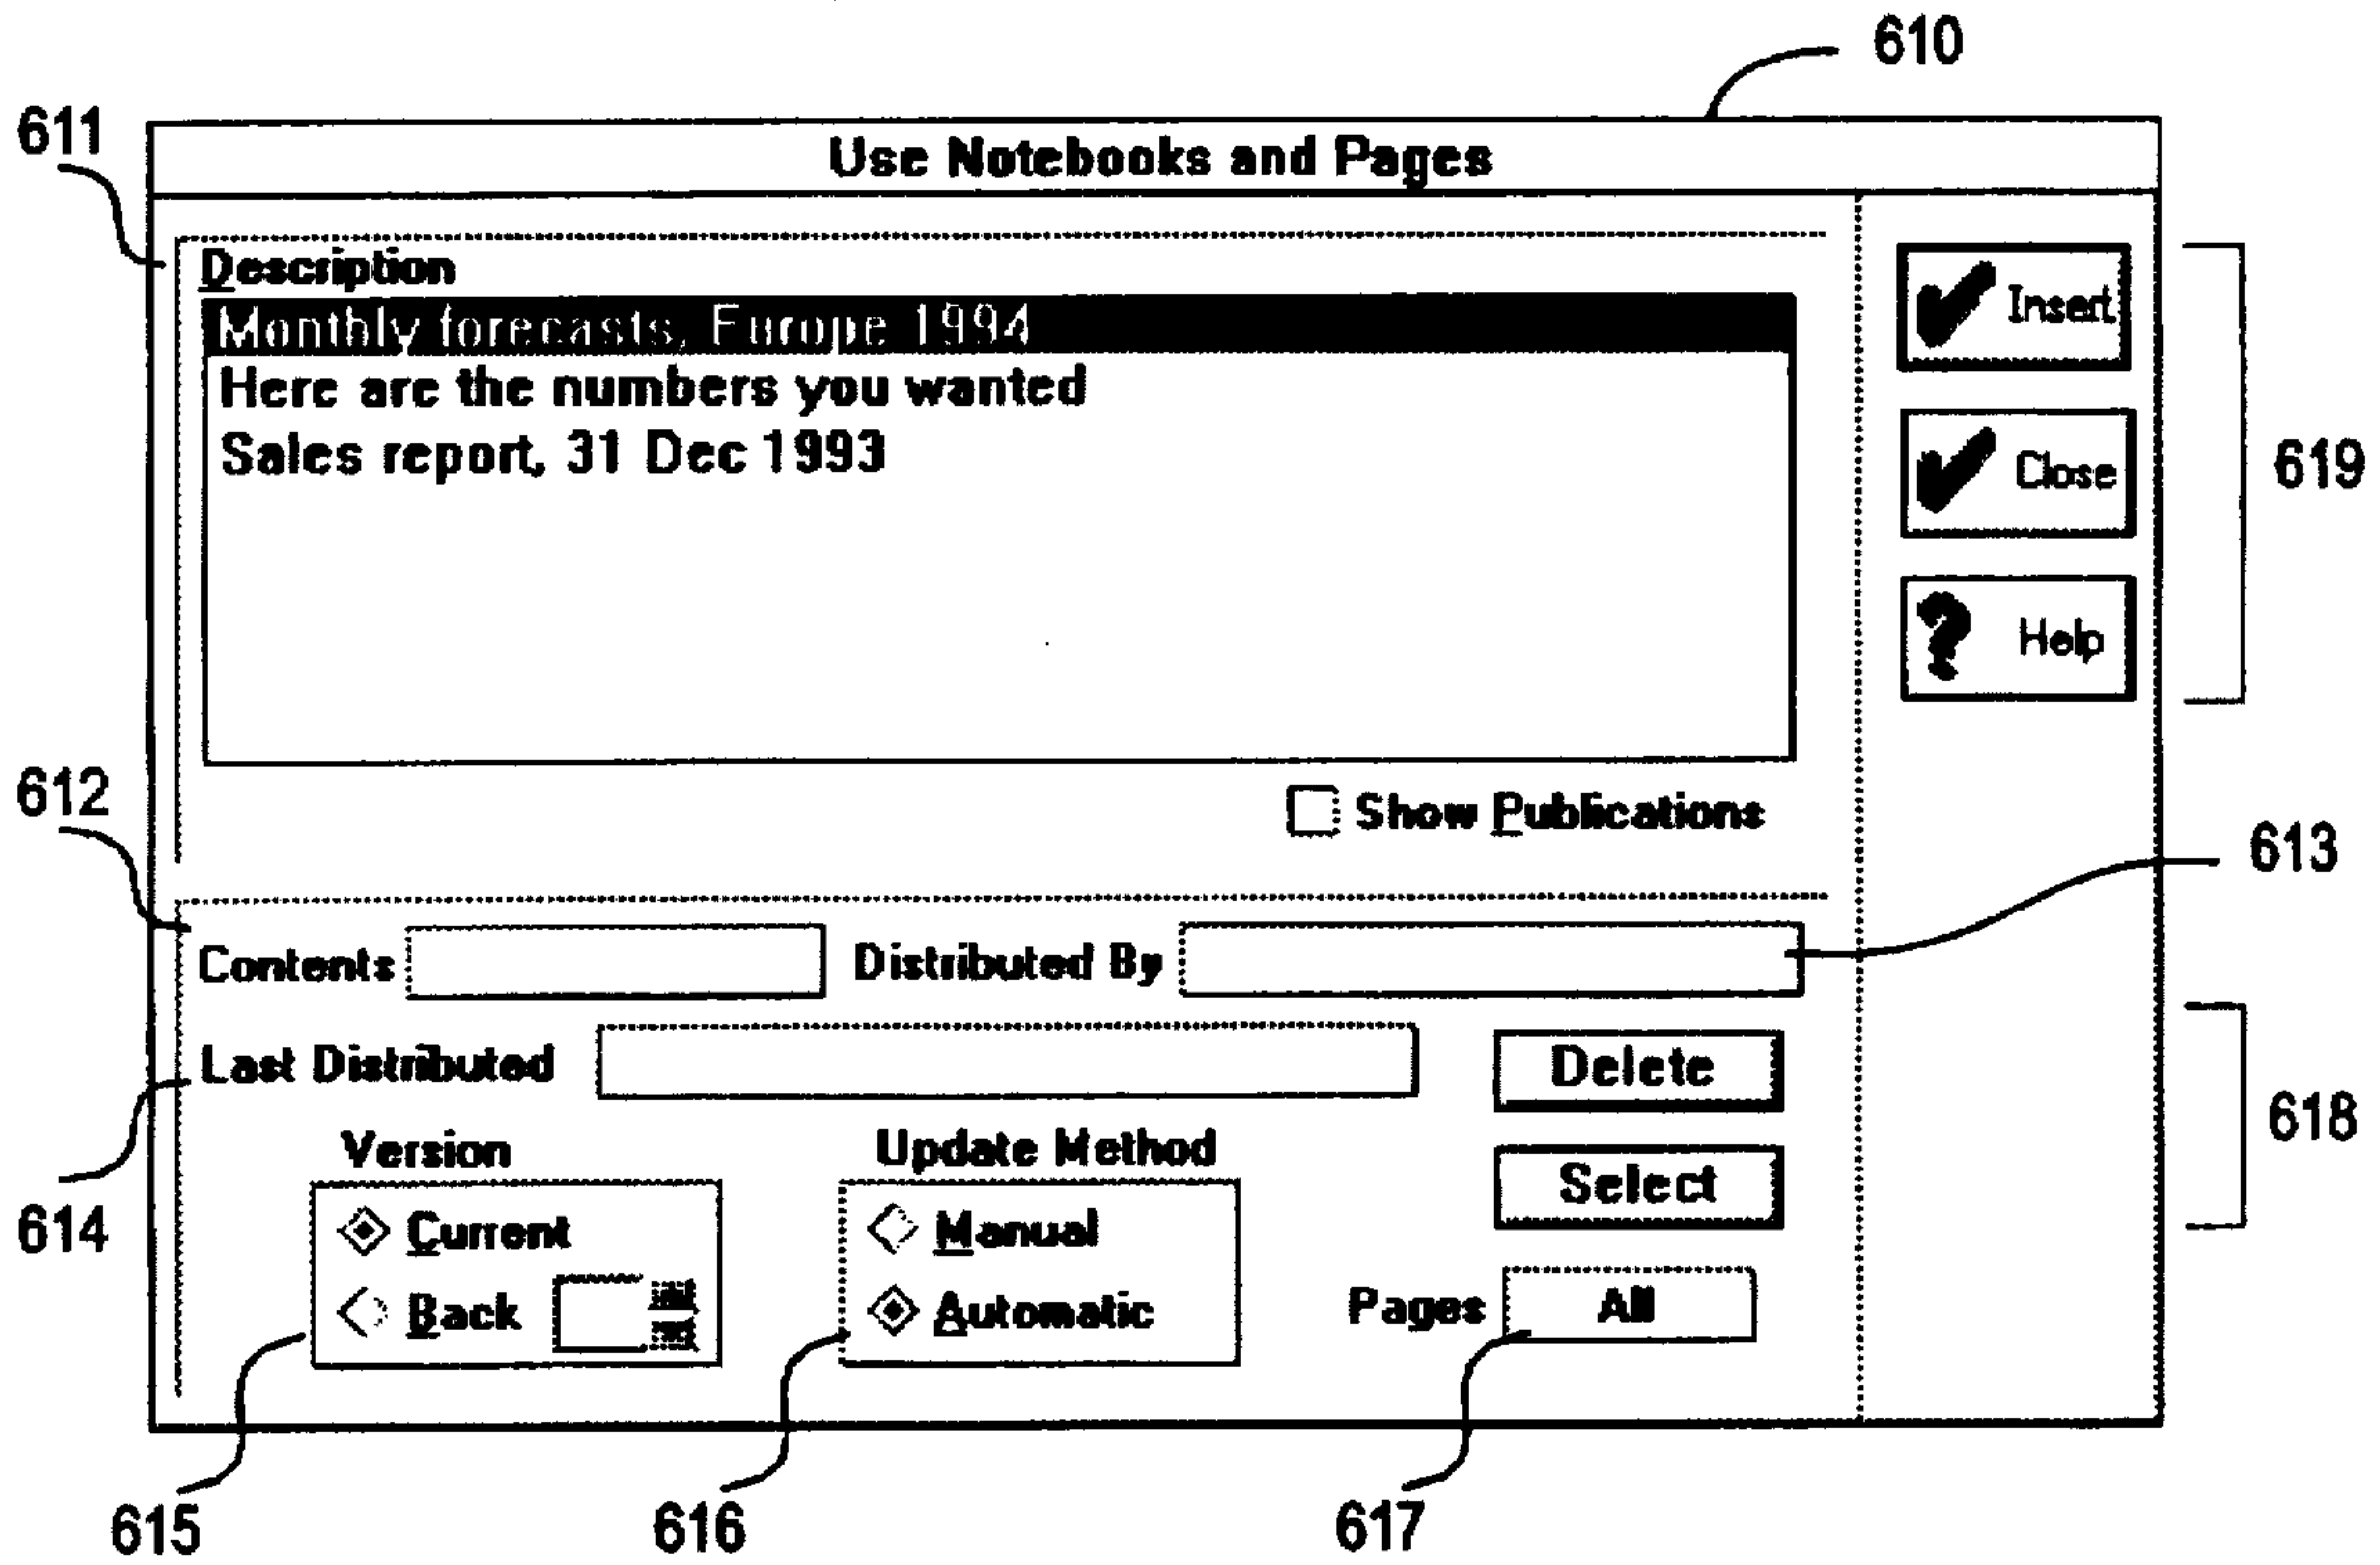 610
611
Use Notebooks and Pages
Description
Monthly forecasts, Europe 1994
Here are the numbers you wanted
Sales report, 31 Dec 1993
Insert
Close
Help
619
Show Publications
612
613
Contents
Distributed By
Last Distributed
Delete
Select
618
614
Version
Current
Back
Update Method
Manual
Automatic
Pages All
615
616
617